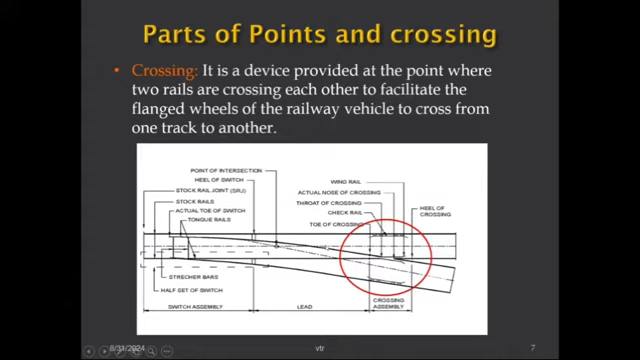 Parts of Points and crossing
• Crossing: It is a device provided at the point where
two rails are crossing each other to facilitate the
flanged wheels of the railway vehicle to cross from
one track to another.
POINT OF INTERSECTION
HEEL OF SWITCH
STOCK RAIL JOINT (SRJ)
STOCK RAILS
ACTUAL TOE OF SWITCH
TONGUE RAILS
WING RAIL
ACTUAL NOSE OF CROSSING
THROAT OF CROSSING
CHECK RAIL
TOE OF CROSSING
HEEL OF
CROSSING
STRECHER BARS
HALF SET OF SWITCH
SWITCH ASSEMBLY
LEAD
CROSSING
ASSEMBLY
8/31/2024
vtr
7